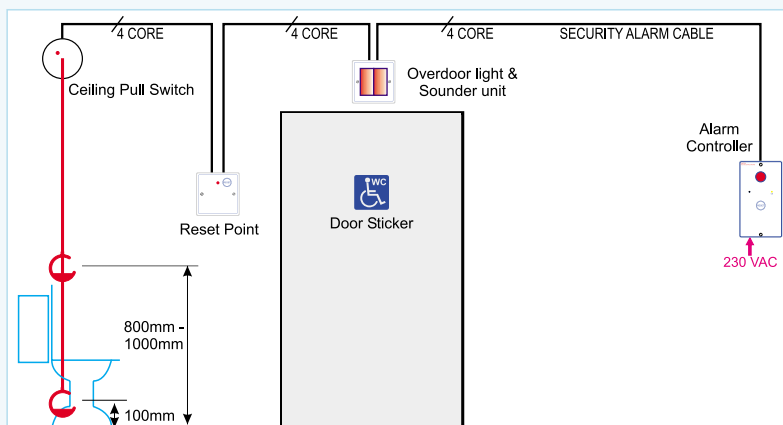 4 CORE
4 CORE
4 CORE
SECURITY ALARM CABLE
Ceiling Pull Switch
Overdoor light &
Sounder unit
Alarm
Controller
WC
Door Sticker
Reset Point
230 VAC
800mm -
1000mm
100mm